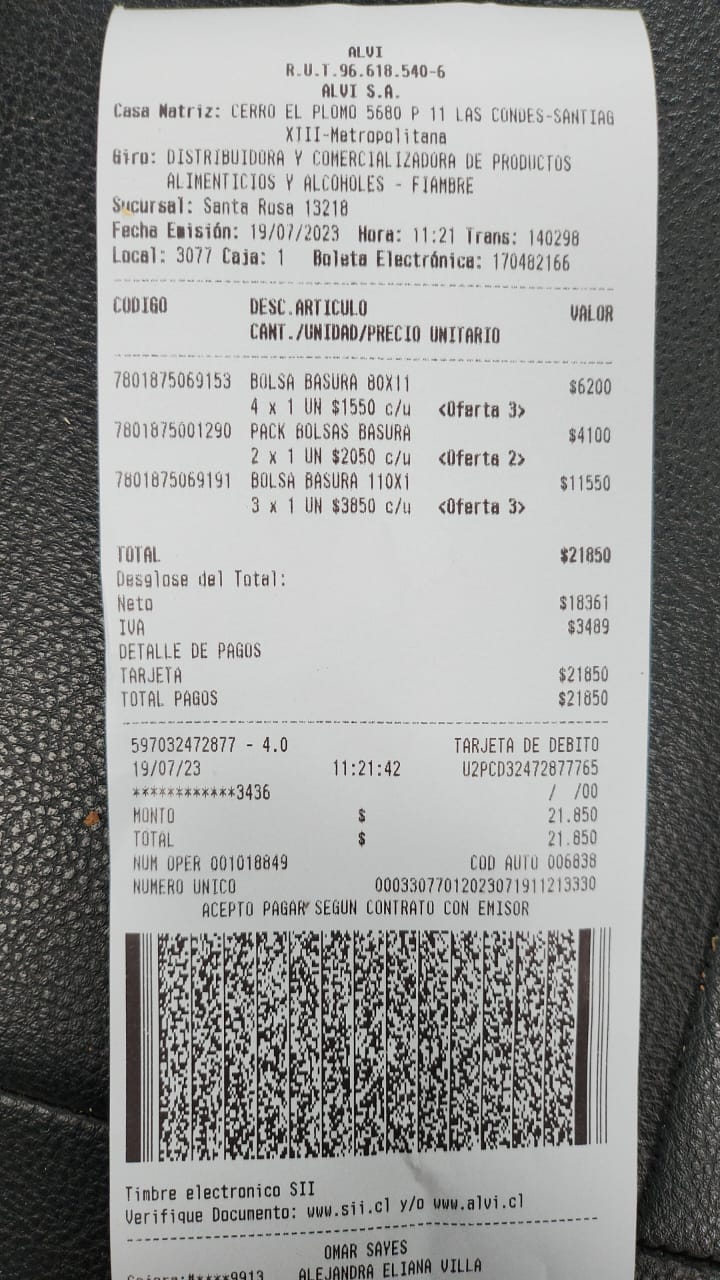 ALVI
R.U.T.96.618.540-6
ALVI S.A.
Casa Matriz: CERRO EL PLOMO 5680 P 11 LAS CONDES-SANTIAG
XIII-Metropolitana
Giro: DISTRIBUIDORA Y COMERCIALIZADORA DE PRODUCTOS
ALIMENTICIOS Y ALCOHOLES - FIAMBRE
Sucursal: Santa Rosa 13218
Fecha Emisión: 19/07/2023 Hora: 11:21 Trans: 140298
Local: 3077 Caja: 1 Boleta Electrónica: 170482166
CODIGO DESC.ARTICULO VALOR
CANT./UNIDAD/PRECIO UNITARIO
7801875069153 BOLSA BASURA 80X11 $6200
4 x 1 UN $1550 c/u <Oferta 3>
7801875001290 PACK BOLSAS BASURA $4100
2 x 1 UN $2050 c/u <Oferta 2>
7801875069191 BOLSA BASURA 110X1 $11550
3 x 1 UN $3850 c/u <Oferta 3>
TOTAL $21850
Desglose del Total:
Neto $18361
IVA $3489
DETALLE DE PAGOS
TARJETA $21850
TOTAL PAGOS $21850
597032472877 - 4.0 TARJETA DE DEBITO
19/07/23 11:21:42 U2PCD32472877765
************3436 / /00
MONTO $ 21.850
TOTAL $ 21.850
NUM OPER 001018849 COD AUTO 006838
NUMERO UNICO 00033077012023071911213330
ACEPTO PAGAR SEGUN CONTRATO CON EMISOR
Timbre electronico SII
Verifique Documento: www.sii.cl y/o www.alvi.cl
OMAR SAYES
ALEJANDRA ELIANA VILLA